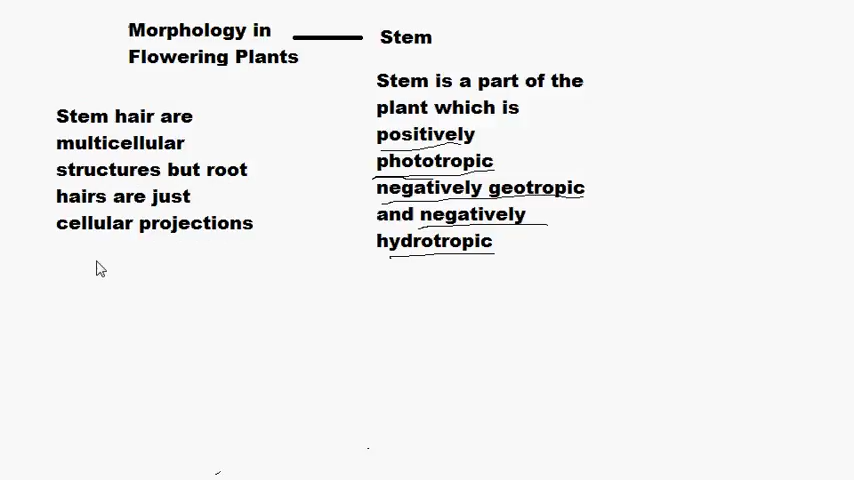 Morphology in
Flowering Plants
Stem
Stem is a part of the
plant which is
positively
phototropic
negatively geotropic
and negatively
hydrotropic
Stem hair are
multicellular
structures but root
hairs are just
cellular projections